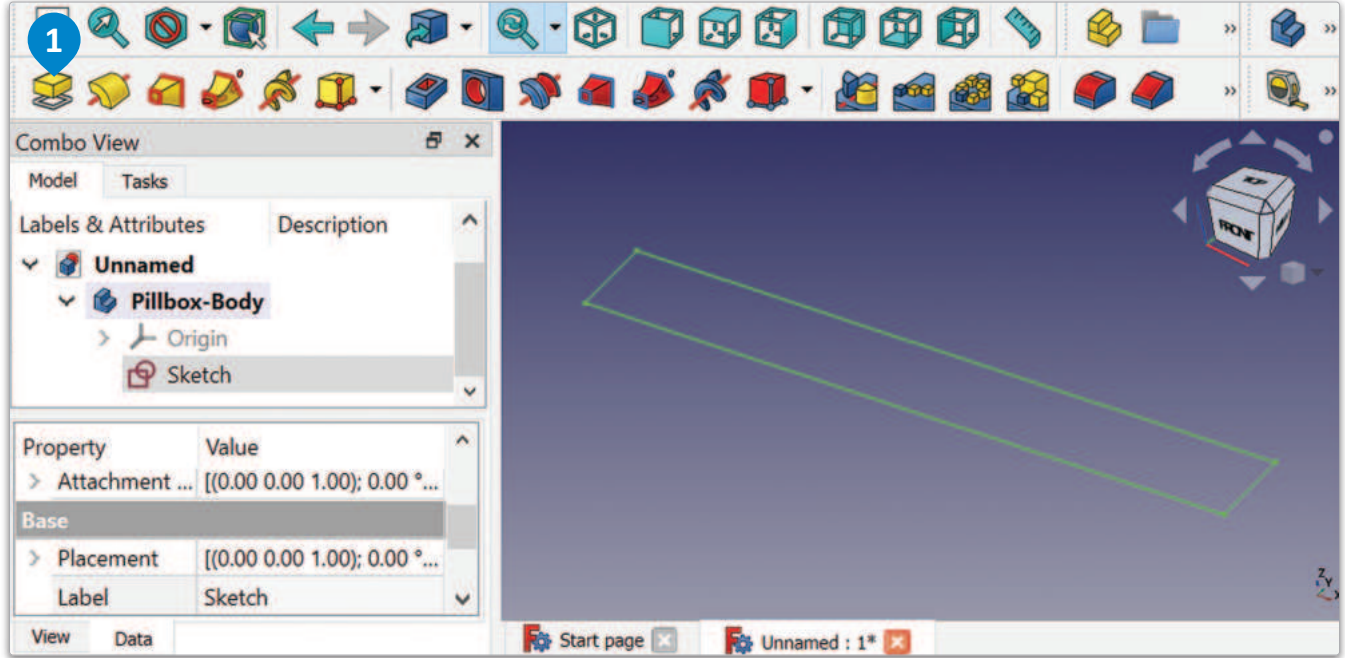 1
»
»
»
»
Combo View
Model Tasks
Labels & Attributes Description
Unnamed
Pillbox-Body
Origin
Sketch
Property Value
Attachment ... [(0.00 0.00 1.00); 0.00 °...
Base
Placement [(0.00 0.00 1.00); 0.00 °...
Label Sketch
View Data
FRONT
Z
Y
X
Start page
Unnamed : 1*